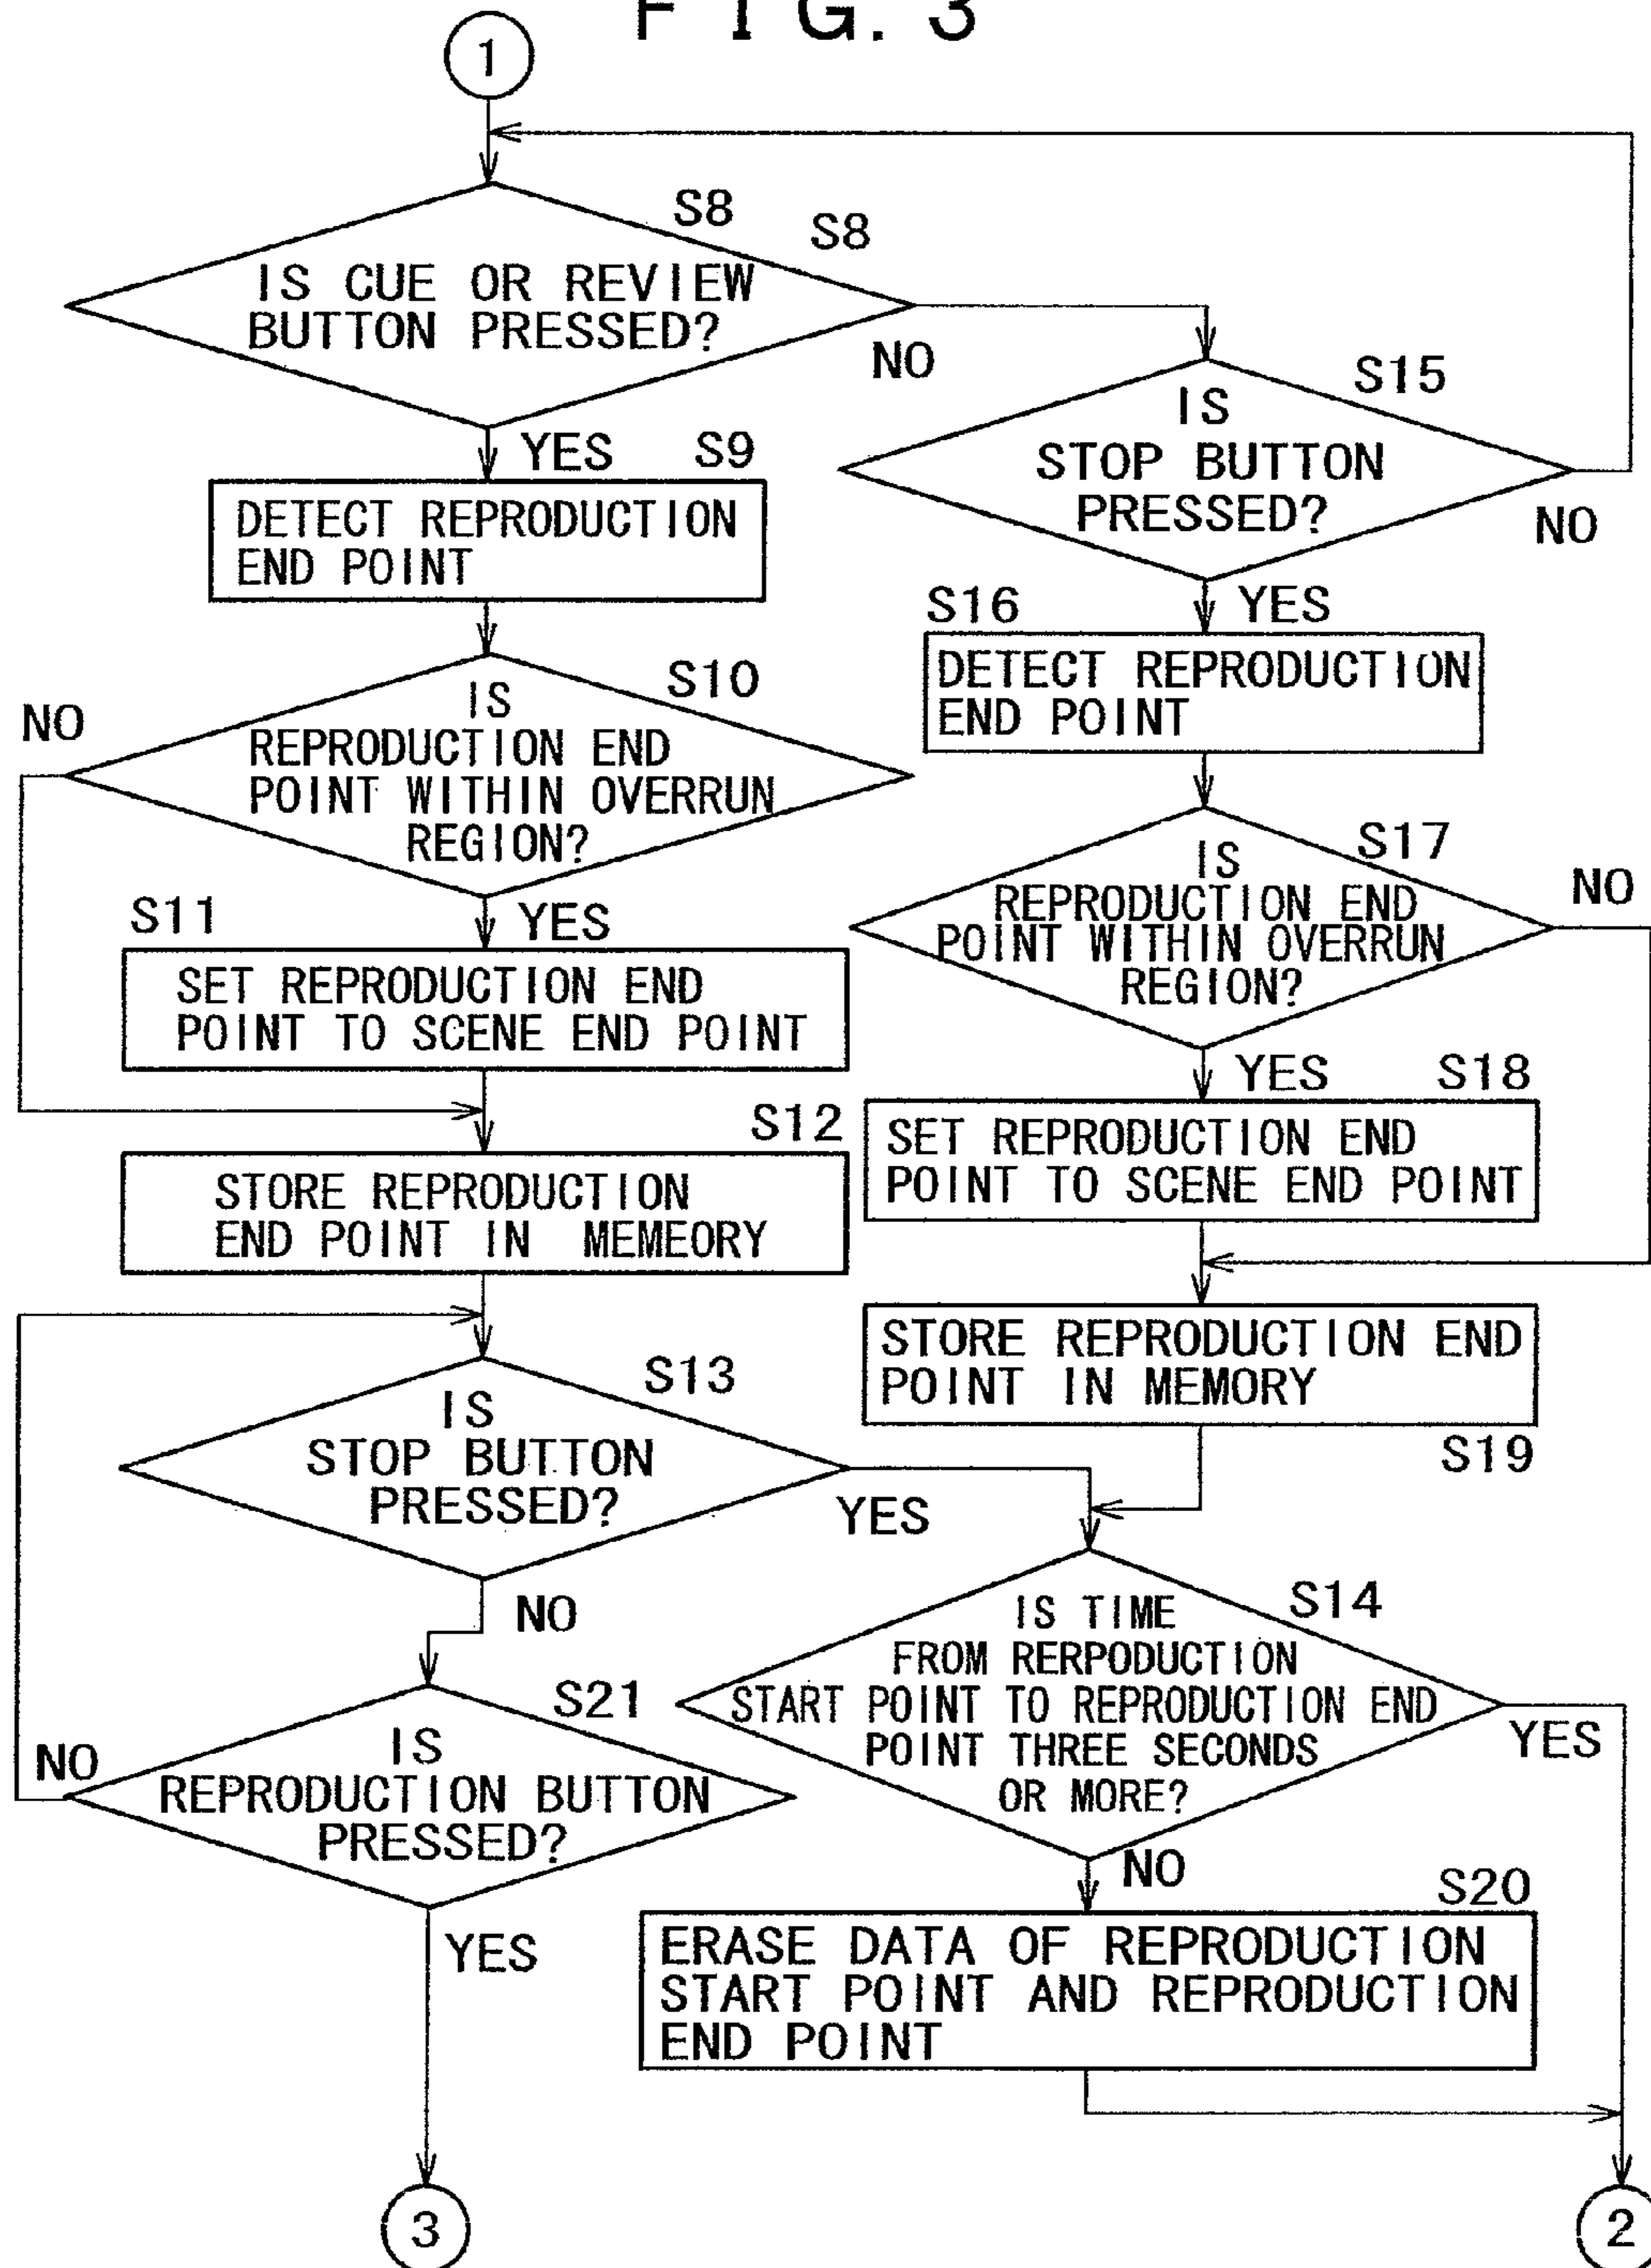 FIG. 3
1
S8
S8
IS CUE OR REVIEW
BUTTON PRESSED?
NO
YES
S9
DETECT REPRODUCTION
END POINT
S10
IS
REPRODUCTION END
POINT WITHIN OVERRUN
REGION?
NO
YES
S11
SET REPRODUCTION END
POINT TO SCENE END POINT
S12
STORE REPRODUCTION
END POINT IN MEMEORY
S13
IS
STOP BUTTON
PRESSED?
YES
NO
S21
IS
REPRODUCTION BUTTON
PRESSED?
NO
YES
3
S15
IS
STOP BUTTON
PRESSED?
NO
YES
S16
DETECT REPRODUCTION
END POINT
S17
IS
REPRODUCTION END
POINT WITHIN OVERRUN
REGION?
NO
YES
S18
SET REPRODUCTION END
POINT TO SCENE END POINT
STORE REPRODUCTION END
POINT IN MEMORY
S19
S14
IS TIME
FROM RERPODUCTION
START POINT TO REPRODUCTION END
POINT THREE SECONDS
OR MORE?
YES
NO
S20
ERASE DATA OF REPRODUCTION
START POINT AND REPRODUCTION
END POINT
2